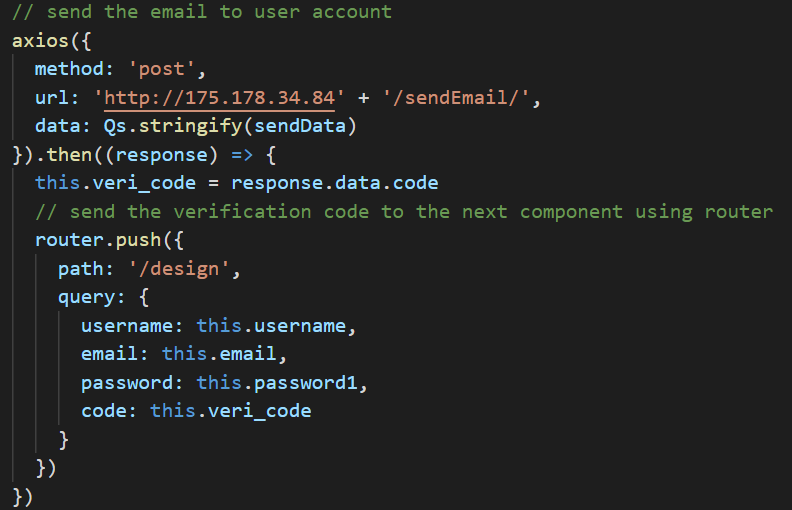 // send the email to user account
axios({
  method: 'post',
  url: 'http://175.178.34.84' + '/sendEmail/',
  data: Qs.stringify(sendData)
}).then((response) => {
  this.veri_code = response.data.code
  // send the verification code to the next component using router
  router.push({
    path: '/design',
    query: {
      username: this.username,
      email: this.email,
      password: this.password1,
      code: this.veri_code
    }
  })
})